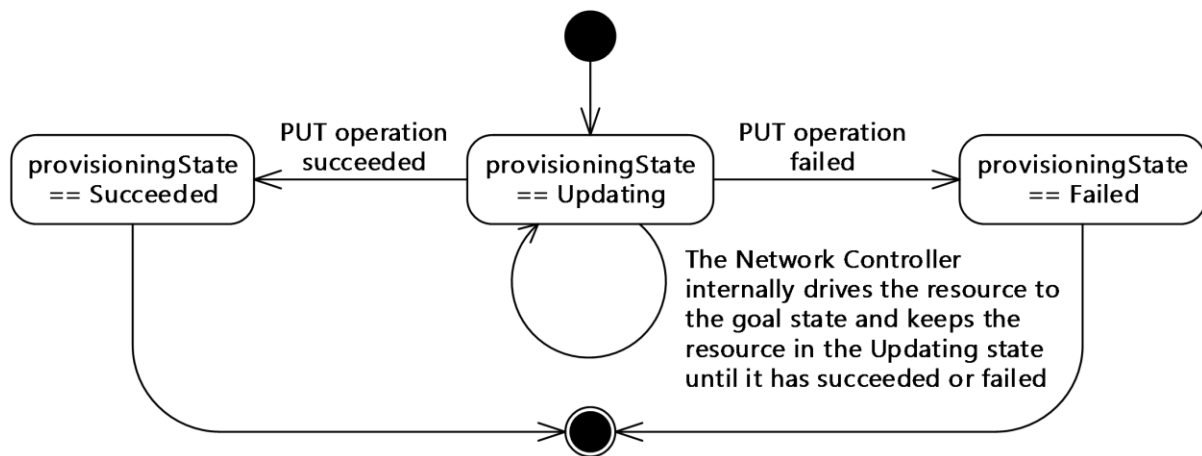 PUT operation
succeeded
PUT operation
failed
provisioningState
== Succeeded
provisioningState
== Updating
provisioningState
== Failed
The Network Controller
internally drives the resource to
the goal state and keeps the
resource in the Updating state
until it has succeeded or failed